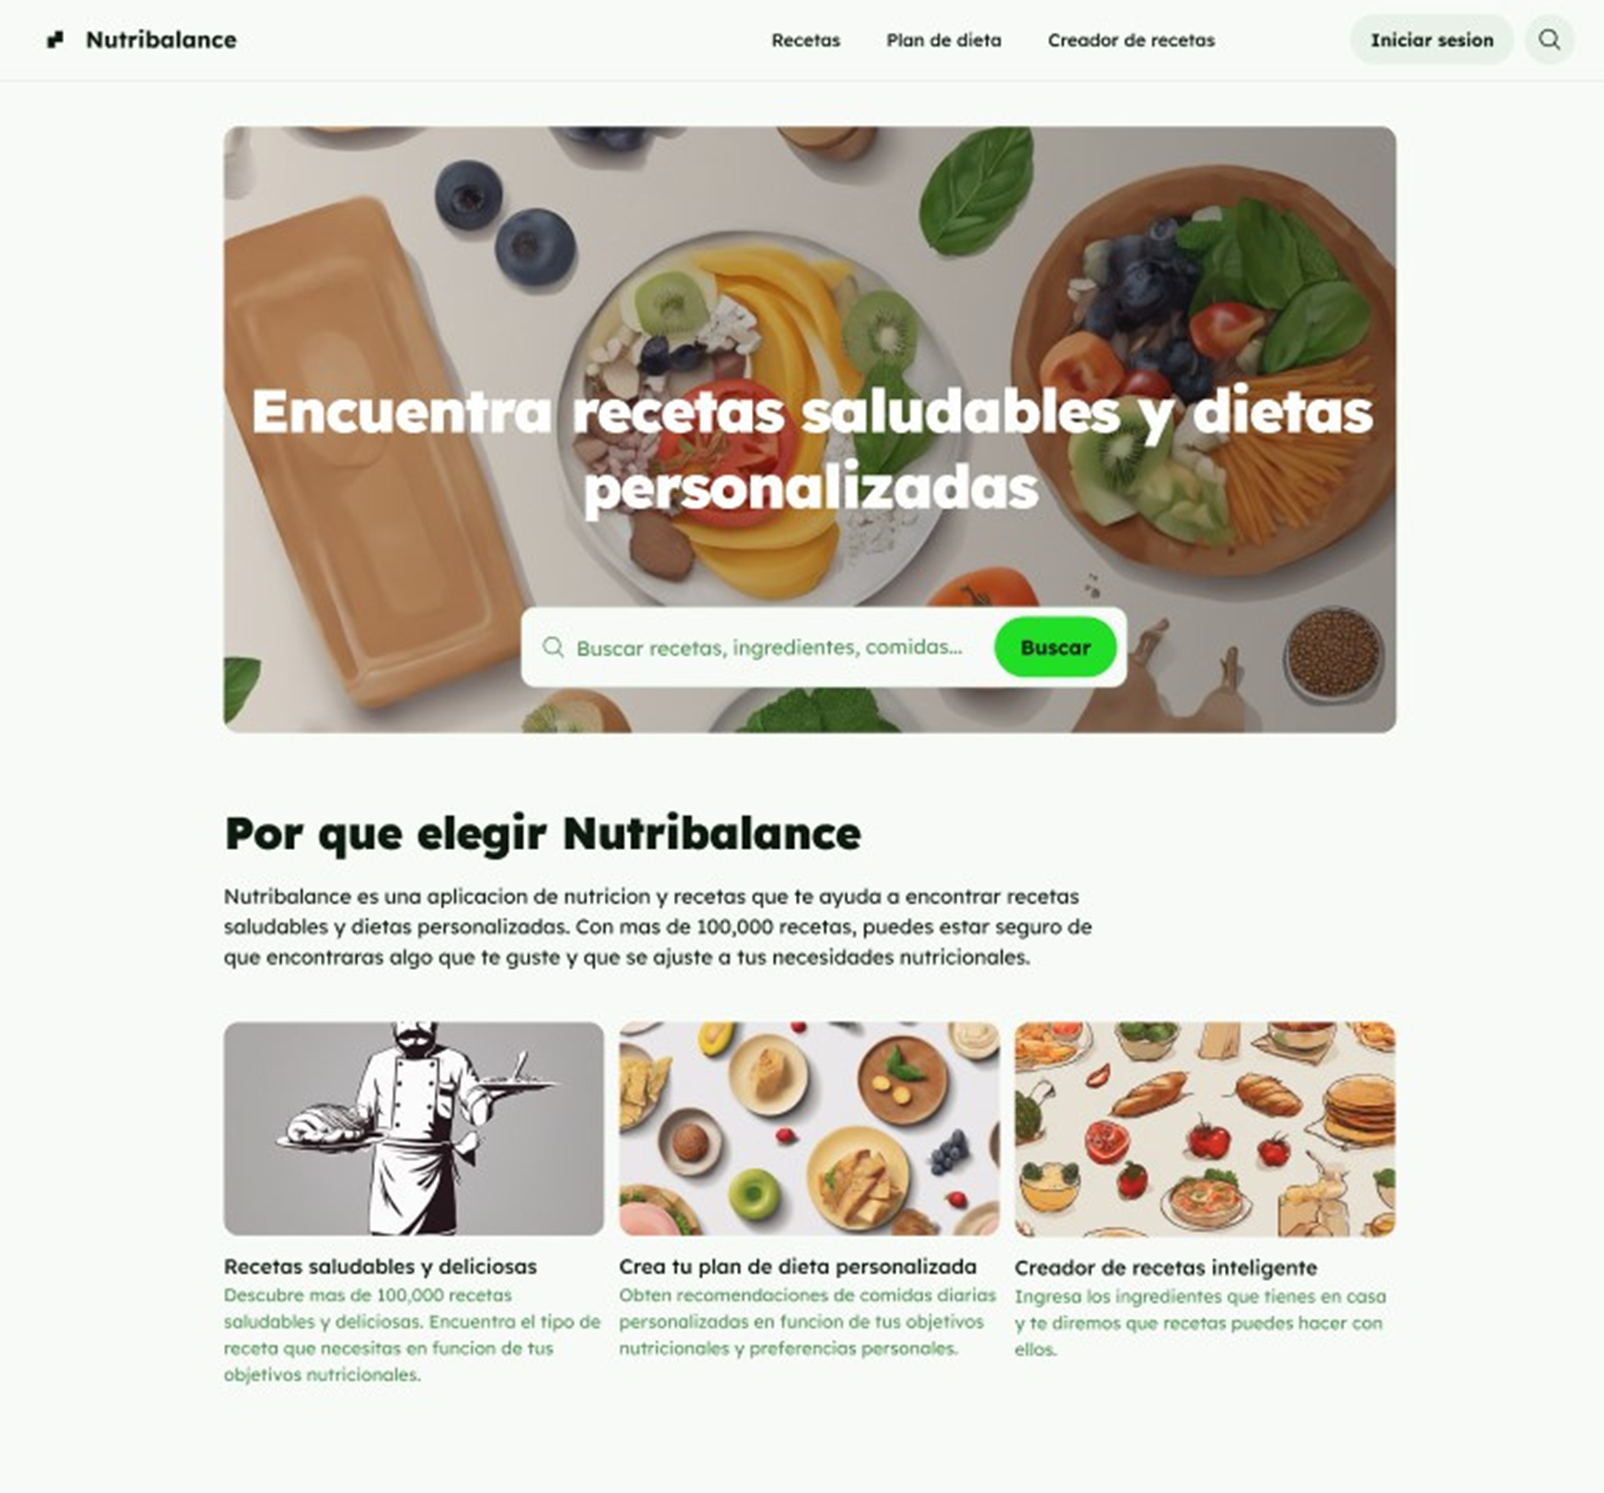 Nutribalance
Recetas
Plan de dieta
Creador de recetas
Iniciar sesion
Encuentra recetas saludables y dietas
personalizadas
Buscar recetas, ingredientes, comidas...
Buscar
Por que elegir Nutribalance
Nutribalance es una aplicacion de nutricion y recetas que te ayuda a encontrar recetas
saludables y dietas personalizadas. Con mas de 100,000 recetas, puedes estar seguro de
que encontraras algo que te guste y que se ajuste a tus necesidades nutricionales.
Recetas saludables y deliciosas
Descubre mas de 100,000 recetas
saludables y deliciosas. Encuentra el tipo de
receta que necesitas en funcion de tus
objetivos nutricionales.
Crea tu plan de dieta personalizada
Obten recomendaciones de comidas diarias
personalizadas en funcion de tus objetivos
nutricionales y preferencias personales.
Creador de recetas inteligente
Ingresa los ingredientes que tienes en casa
y te diremos que recetas puedes hacer con
ellos.